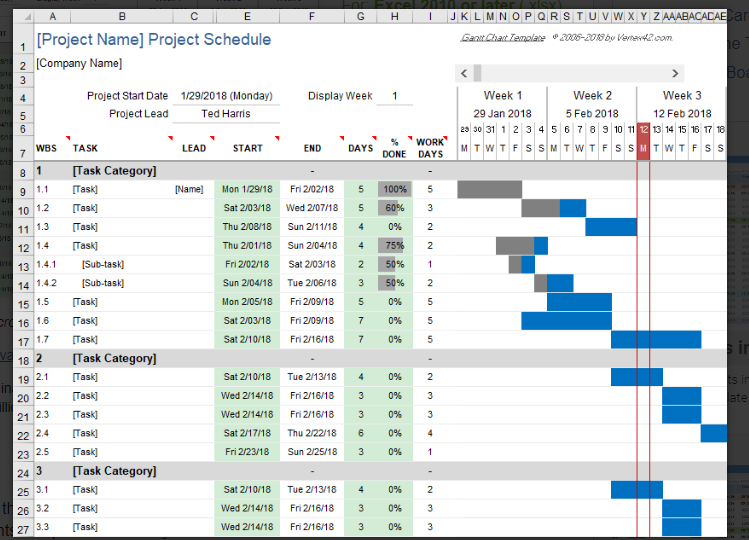 For Excel 2010 or later (.xlsx)
A B C E F G H I J K L M N O P Q R S T U V W X Y Z AA AB AC AD AE
1 [Project Name] Project Schedule Gantt Chart Template © 2006-2018 by Vertex42.com.
2 [Company Name]
3
4 Project Start Date 1/29/2018 (Monday) Display Week 1 Week 1 Week 2 Week 3
5 Project Lead Ted Harris 29 Jan 2018 5 Feb 2018 12 Feb 2018
6 29 30 31 1 2 3 4 5 6 7 8 9 10 11 12 13 14 15 16 17 18
7 WBS TASK LEAD START END DAYS % DONE WORK DAYS M T W T F S S M T W T F S S M T W T F S S
8 1 [Task Category] -  -
9 1.1 [Task] [Name] Mon 1/29/18 Fri 2/02/18 5 100% 5
10 1.2 [Task] Sat 2/03/18 Wed 2/07/18 5 60% 3
11 1.3 [Task] Thu 2/08/18 Sun 2/11/18 4 0% 2
12 1.4 [Task] Thu 2/01/18 Sun 2/04/18 4 75% 2
13 1.4.1 [Sub-task] Fri 2/02/18 Sat 2/03/18 2 50% 1
14 1.4.2 [Sub-task] Sun 2/04/18 Tue 2/06/18 3 50% 2
15 1.5 [Task] Mon 2/05/18 Fri 2/09/18 5 0% 5
16 1.6 [Task] Sat 2/03/18 Fri 2/09/18 7 0% 5
17 1.7 [Task] Sat 2/10/18 Fri 2/16/18 7 0% 5
18 2 [Task Category] - -
19 2.1 [Task] Sat 2/10/18 Tue 2/13/18 4 0% 2
20 2.2 [Task] Wed 2/14/18 Fri 2/16/18 3 0% 3
21 2.3 [Task] Wed 2/14/18 Fri 2/16/18 3 0% 3
22 2.4 [Task] Sat 2/17/18 Thu 2/22/18 6 0% 4
23 2.5 [Task] Fri 2/23/18 Sun 2/25/18 3 0% 1
24 3 [Task Category] - -
25 3.1 [Task] Sat 2/10/18 Tue 2/13/18 4 0% 2
26 3.2 [Task] Wed 2/14/18 Fri 2/16/18 3 0% 3
27 3.3 [Task] Wed 2/14/18 Fri 2/16/18 3 0% 3